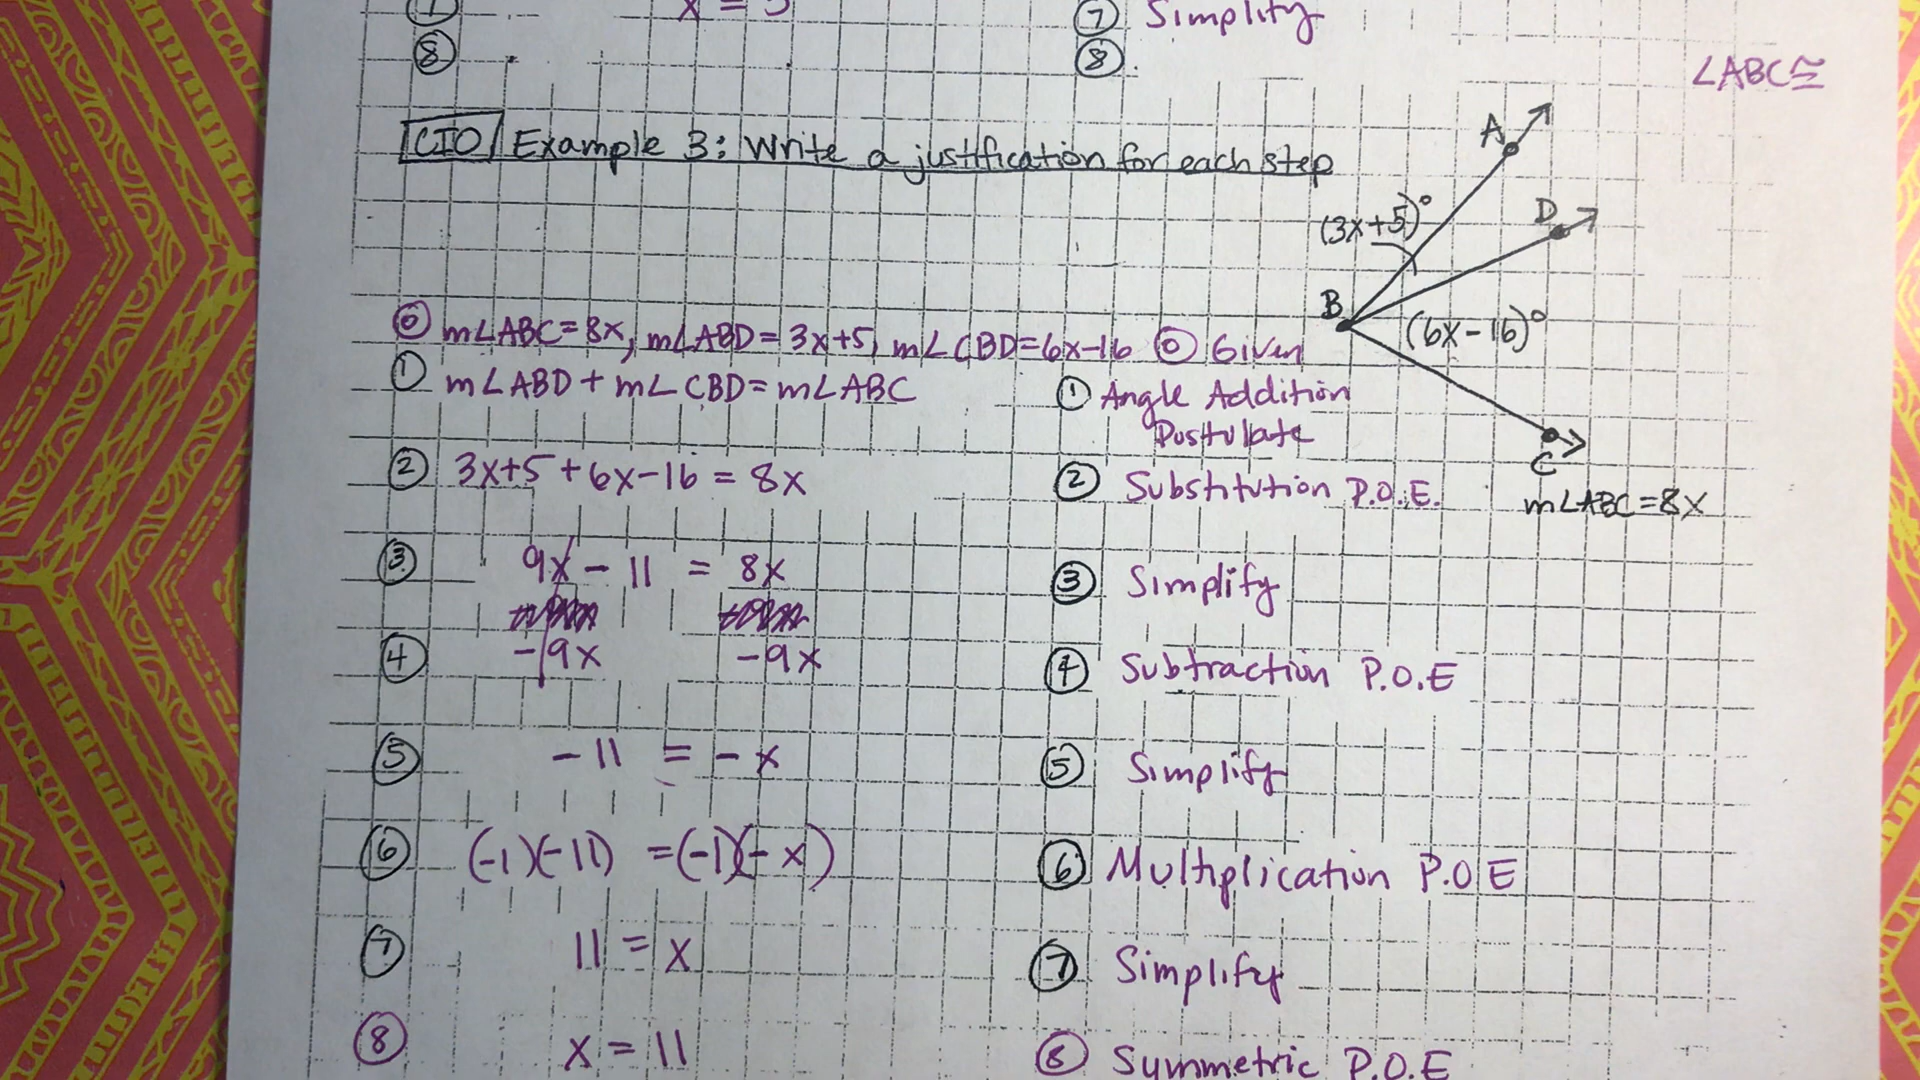 ⑦ x = 5 ⑦ Simplify
⑧ ⑧
∠ABC≅
CIO Example 3: Write a justification for each step
A
D
(3x+5)°
B
(6x-16)°
C
m∠ABC=8x
⓪ m∠ABC=8x, m∠ABD=3x+5, m∠CBD=6x-16 ⓪ Given
① m∠ABD + m∠CBD = m∠ABC ① Angle Addition
Postulate
② 3x+5+6x-16 = 8x ② Substitution P.O.E.
③ 9x - 11 = 8x ③ Simplify
④ -9x -9x ④ Subtraction P.O.E
⑤ -11 = -x ⑤ Simplify
⑥ (-1)(-11) = (-1)(-x) ⑥ Multiplication P.O E
⑦ 11 = x ⑦ Simplify
⑧ x = 11 ⑧ Symmetric P.O.E